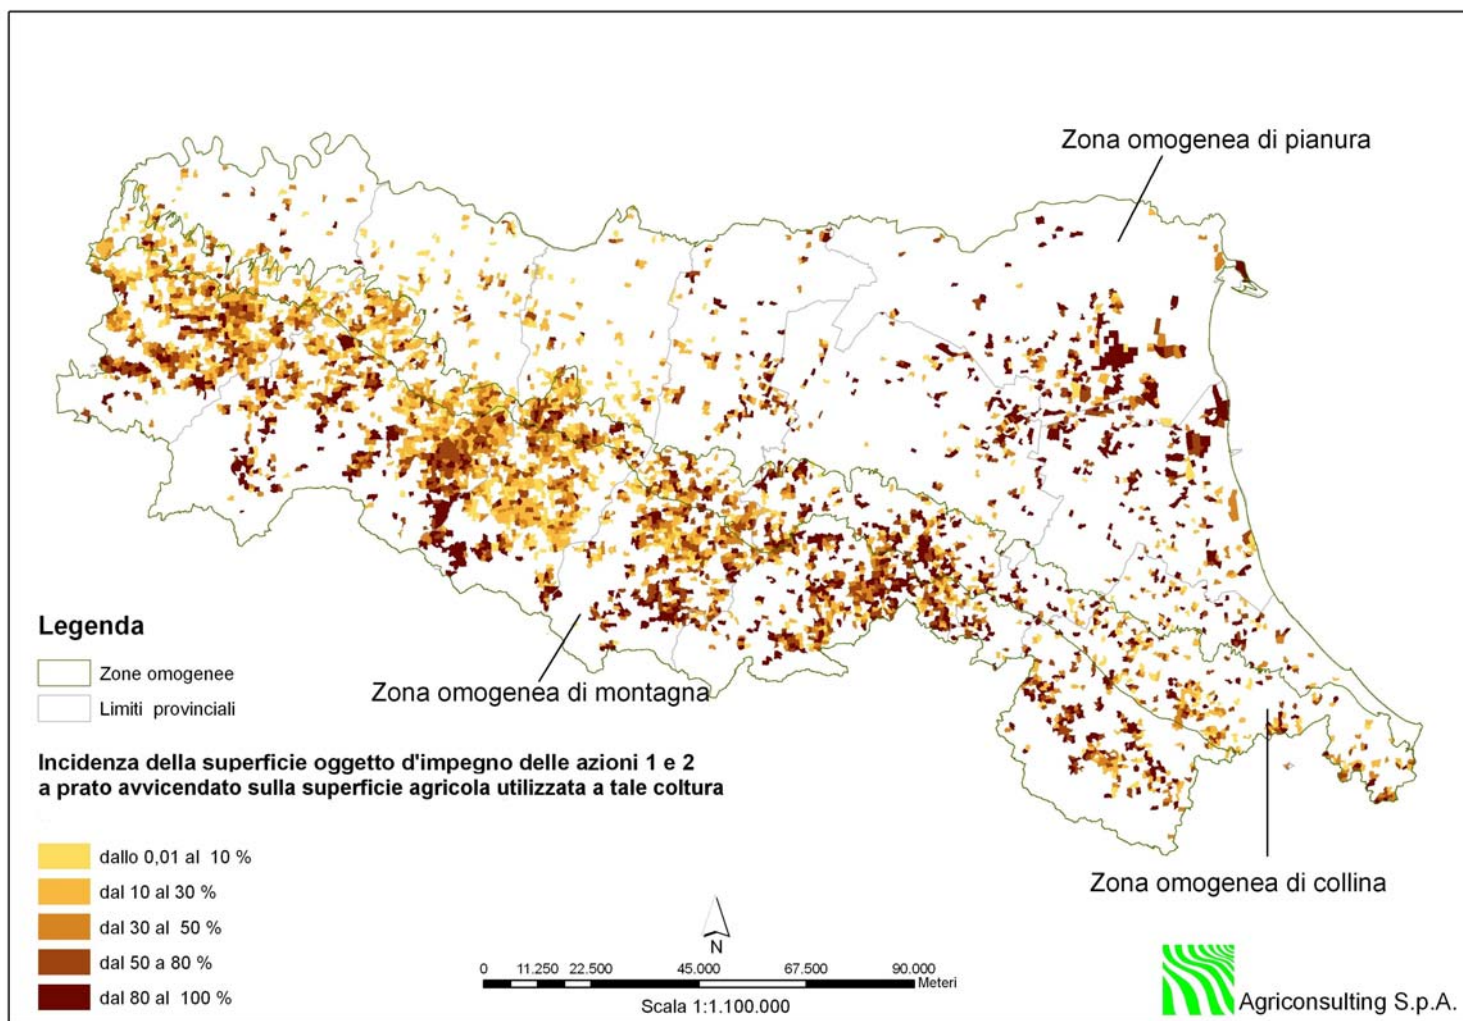 Zona omogenea di pianura
Legenda
Zone omogenee
Limiti provinciali
Zona omogenea di montagna
Incidenza della superficie oggetto d'impegno delle azioni 1 e 2
a prato avvicendato sulla superficie agricola utilizzata a tale coltura
dallo 0,01 al 10 %
dal 10 al 30 %
dal 30 al 50 %
dal 50 a 80 %
dal 80 al 100 %
Zona omogenea di collina
N
0 11.250 22.500 45.000 67.500 90.000
Meteri
Scala 1:1.100.000
Agriconsulting S.p.A.